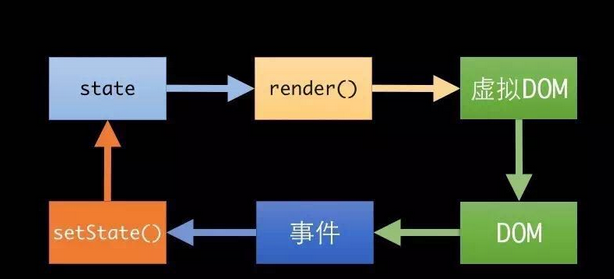 state
render()
虚拟DOM
setState()
事件
DOM